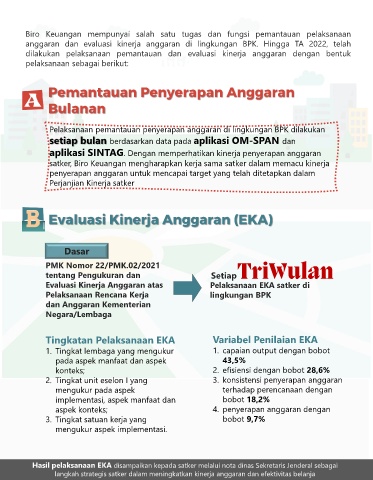 Biro Keuangan mempunyai salah satu tugas dan fungsi pemantauan pelaksanaan
anggaran dan evaluasi kinerja anggaran di lingkungan BPK. Hingga TA 2022, telah
dilakukan pelaksanaan pemantauan dan evaluasi kinerja anggaran dengan bentuk
pelaksanaan sebagai berikut:
A
Pemantauan Penyerapan Anggaran
Bulanan
Pelaksanaan pemantauan penyerapan anggaran di lingkungan BPK dilakukan
setiap bulan berdasarkan data pada aplikasi OM-SPAN dan
aplikasi SINTAG. Dengan memperhatikan kinerja penyerapan anggaran
satker, Biro Keuangan mengharapkan kerja sama satker dalam memacu kinerja
penyerapan anggaran untuk mencapai target yang telah ditetapkan dalam
Perjanjian Kinerja satker
B
Evaluasi Kinerja Anggaran (EKA)
Dasar
PMK Nomor 22/PMK.02/2021
tentang Pengukuran dan
Evaluasi Kinerja Anggaran atas
Pelaksanaan Rencana Kerja
dan Anggaran Kementerian
Negara/Lembaga
Setiap TriWulan
Pelaksanaan EKA satker di
lingkungan BPK
Tingkatan Pelaksanaan EKA
1. Tingkat lembaga yang mengukur
pada aspek manfaat dan aspek
konteks;
2. Tingkat unit eselon I yang
mengukur pada aspek
implementasi, aspek manfaat dan
aspek konteks;
3. Tingkat satuan kerja yang
mengukur aspek implementasi.
Variabel Penilaian EKA
1. capaian output dengan bobot
43,5%
2. efisiensi dengan bobot 28,6%
3. konsistensi penyerapan anggaran
terhadap perencanaan dengan
bobot 18,2%
4. penyerapan anggaran dengan
bobot 9,7%
Hasil pelaksanaan EKA disampaikan kepada satker melalui nota dinas Sekretaris Jenderal sebagai
langkah strategis satker dalam meningkatkan kinerja anggaran dan efektivitas belanja